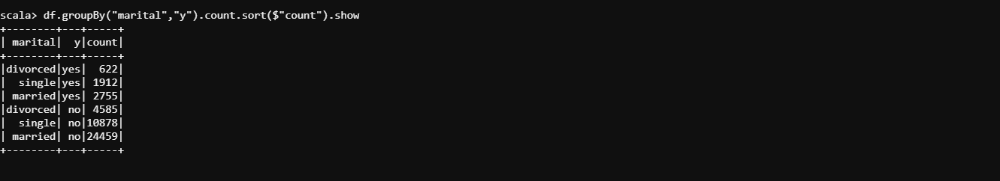 scala> df.groupBy("marital","y").count.sort($"count").show
+--------+---+-----+
| marital|  y|count|
+--------+---+-----+
|divorced|yes|  622|
|  single|yes| 1912|
| married|yes| 2755|
|divorced| no| 4585|
|  single| no|10878|
| married| no|24459|
+--------+---+-----+